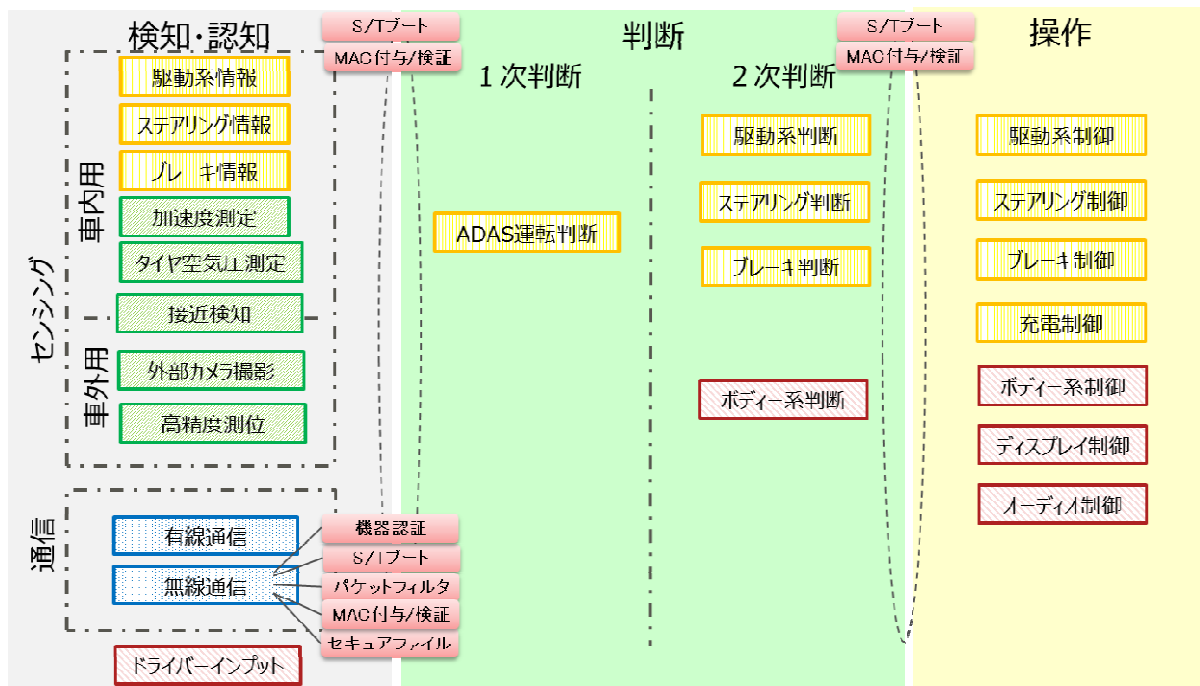 検知・認知
S/Tブート
MAC付与/検証
センシング
車内用
駆動系情報
ステアリング情報
ブレーキ情報
加速度測定
タイヤ空気圧測定
接近検知
車外用
外部カメラ撮影
高精度測位
通信
有線通信
無線通信
機器認証
S/Tブート
パケットフィルタ
MAC付与/検証
セキュアファイル
ドライバーインプット
判断
1次判断
ADAS運転判断
2次判断
駆動系判断
ステアリング判断
ブレーキ判断
ボディー系判断
S/Tブート
MAC付与/検証
操作
駆動系制御
ステアリング制御
ブレーキ制御
充電制御
ボディー系制御
ディスプレイ制御
オーディオ制御